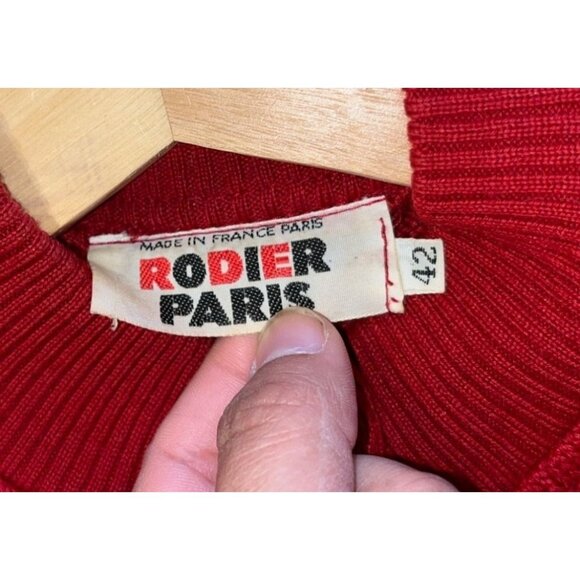 MADE IN FRANCE PARIS
RODIER
PARIS
42